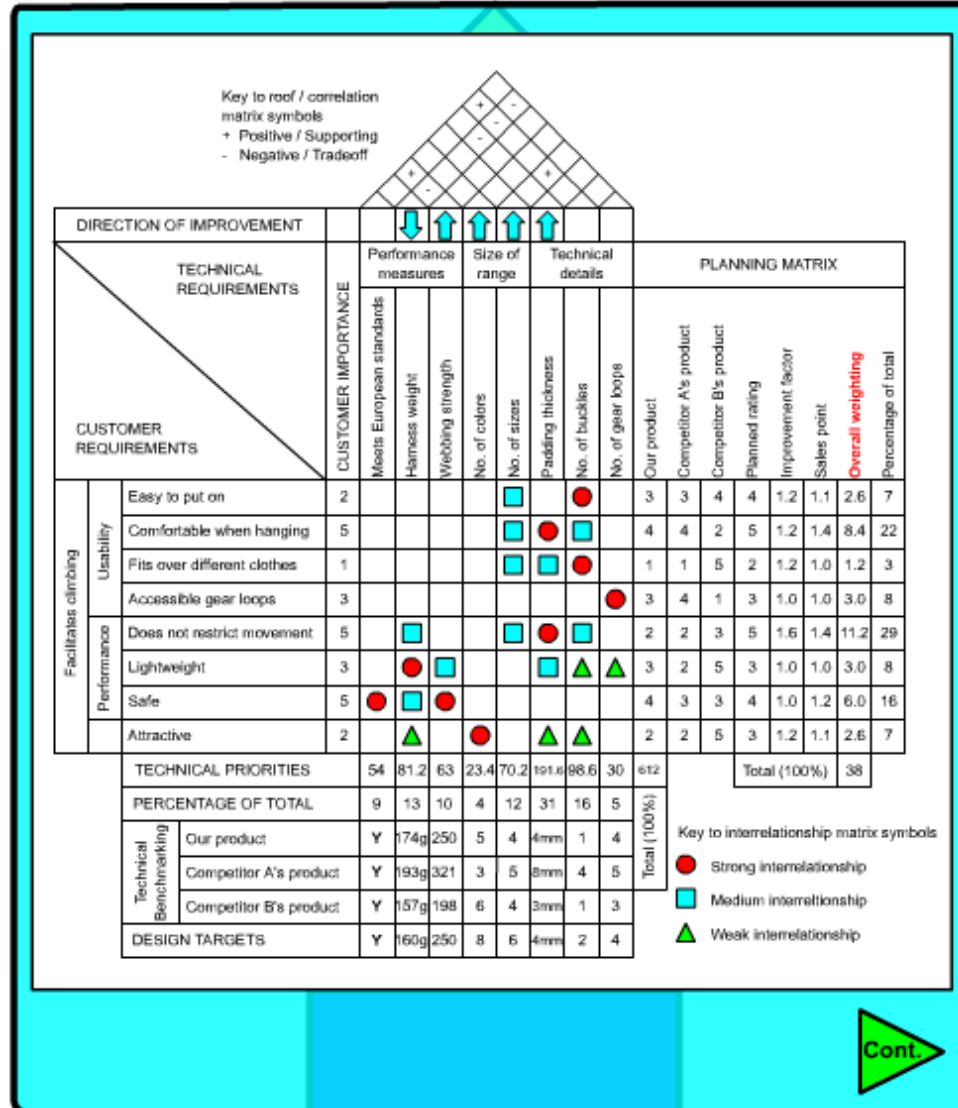 Key to roof / correlation
matrix symbols
+ Positive / Supporting
- Negative / Tradeoff
+ -
-
-
+ +
-
DIRECTION OF IMPROVEMENT
TECHNICAL
REQUIREMENTS
CUSTOMER
REQUIREMENTS
CUSTOMER IMPORTANCE
Performance
measures
Size of
range
Technical
details
PLANNING MATRIX
Meets European standards
Harness weight
Webbing strength
No. of colors
No. of sizes
Padding thickness
No. of buckles
No. of gear loops
Our product
Competitor A's product
Competitor B's product
Planned rating
Improvement factor
Sales point
Overall weighting
Percentage of total
Facilitates climbing
Usability
Easy to put on 2 3 3 4 4 1.2 1.1 2.6 7
Comfortable when hanging 5 4 4 2 5 1.2 1.4 8.4 22
Fits over different clothes 1 1 1 5 2 1.2 1.0 1.2 3
Accessible gear loops 3 3 4 1 3 1.0 1.0 3.0 8
Performance
Does not restrict movement 5 2 2 3 5 1.6 1.4 11.2 29
Lightweight 3 3 2 5 3 1.0 1.0 3.0 8
Safe 5 4 3 3 4 1.0 1.2 6.0 16
Attractive 2 2 2 5 3 1.2 1.1 2.6 7
TECHNICAL PRIORITIES 54 81.2 63 23.4 70.2 191.6 98.6 30 612 Total (100%) 38
PERCENTAGE OF TOTAL 9 13 10 4 12 31 16 5
Total (100%)
Technical
Benchmarking
Our product Y 174g 250 5 4 4mm 1 4
Competitor A's product Y 193g 321 3 5 8mm 4 5
Competitor B's product Y 157g 198 6 4 3mm 1 3
DESIGN TARGETS Y 160g 250 8 6 4mm 2 4
Key to interrelationship matrix symbols
Strong interrelationship
Medium interreltionship
Weak interrelationship
Cont.